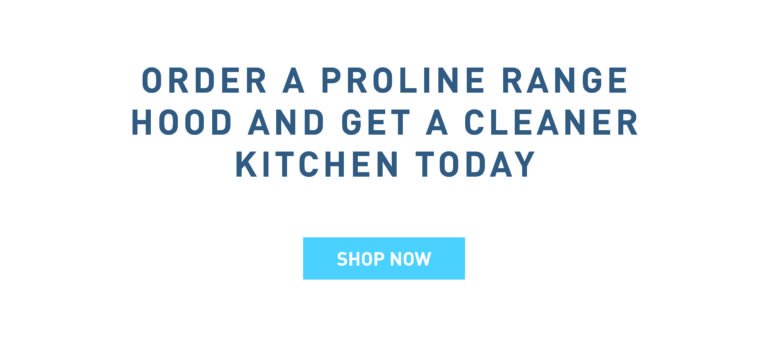 ORDER A PROLINE RANGE
HOOD AND GET A CLEANER
KITCHEN TODAY
SHOP NOW